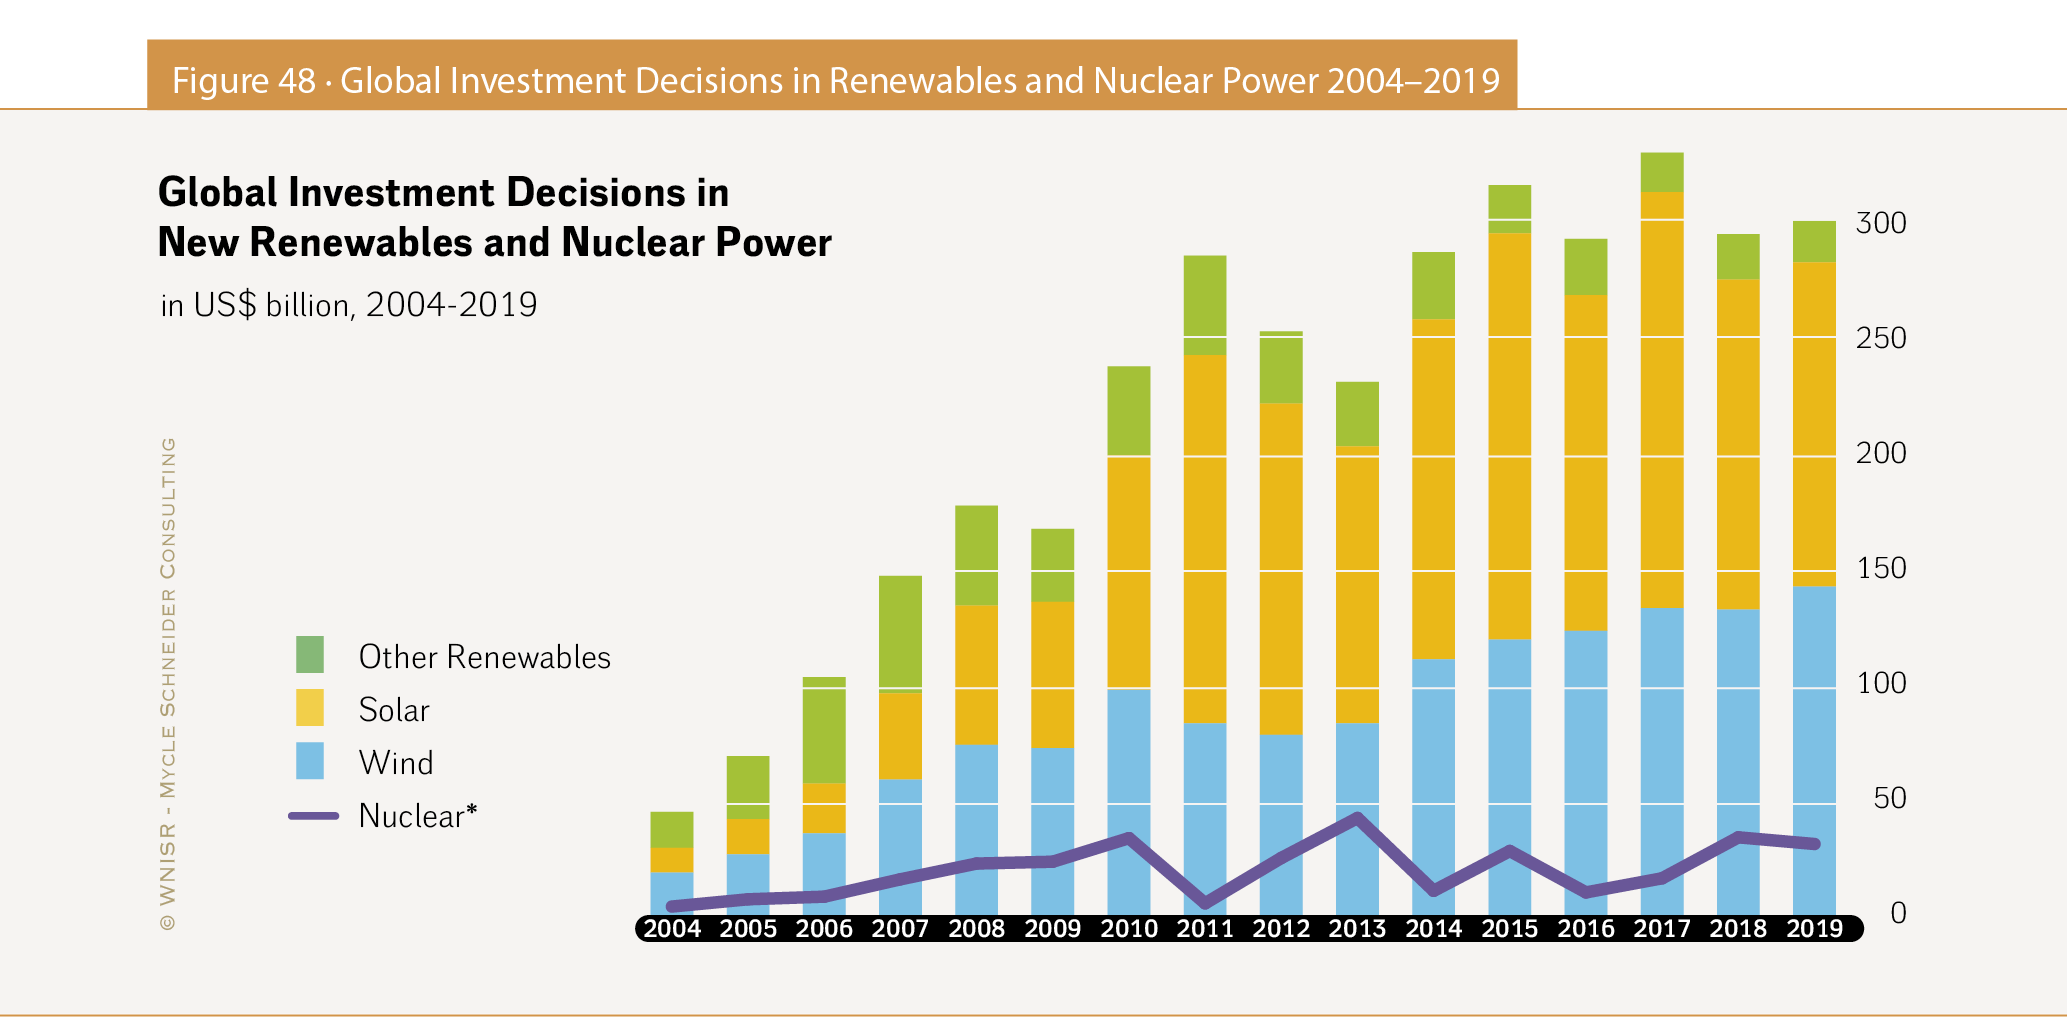 Figure 48 · Global Investment Decisions in Renewables and Nuclear Power 2004–2019
Global Investment Decisions in
New Renewables and Nuclear Power
in US$ billion, 2004-2019
© WNISR - Mycle Schneider Consulting
Other Renewables
Solar
Wind
Nuclear*
300
250
200
150
100
50
0
2004 2005 2006 2007 2008 2009 2010 2011 2012 2013 2014 2015 2016 2017 2018 2019